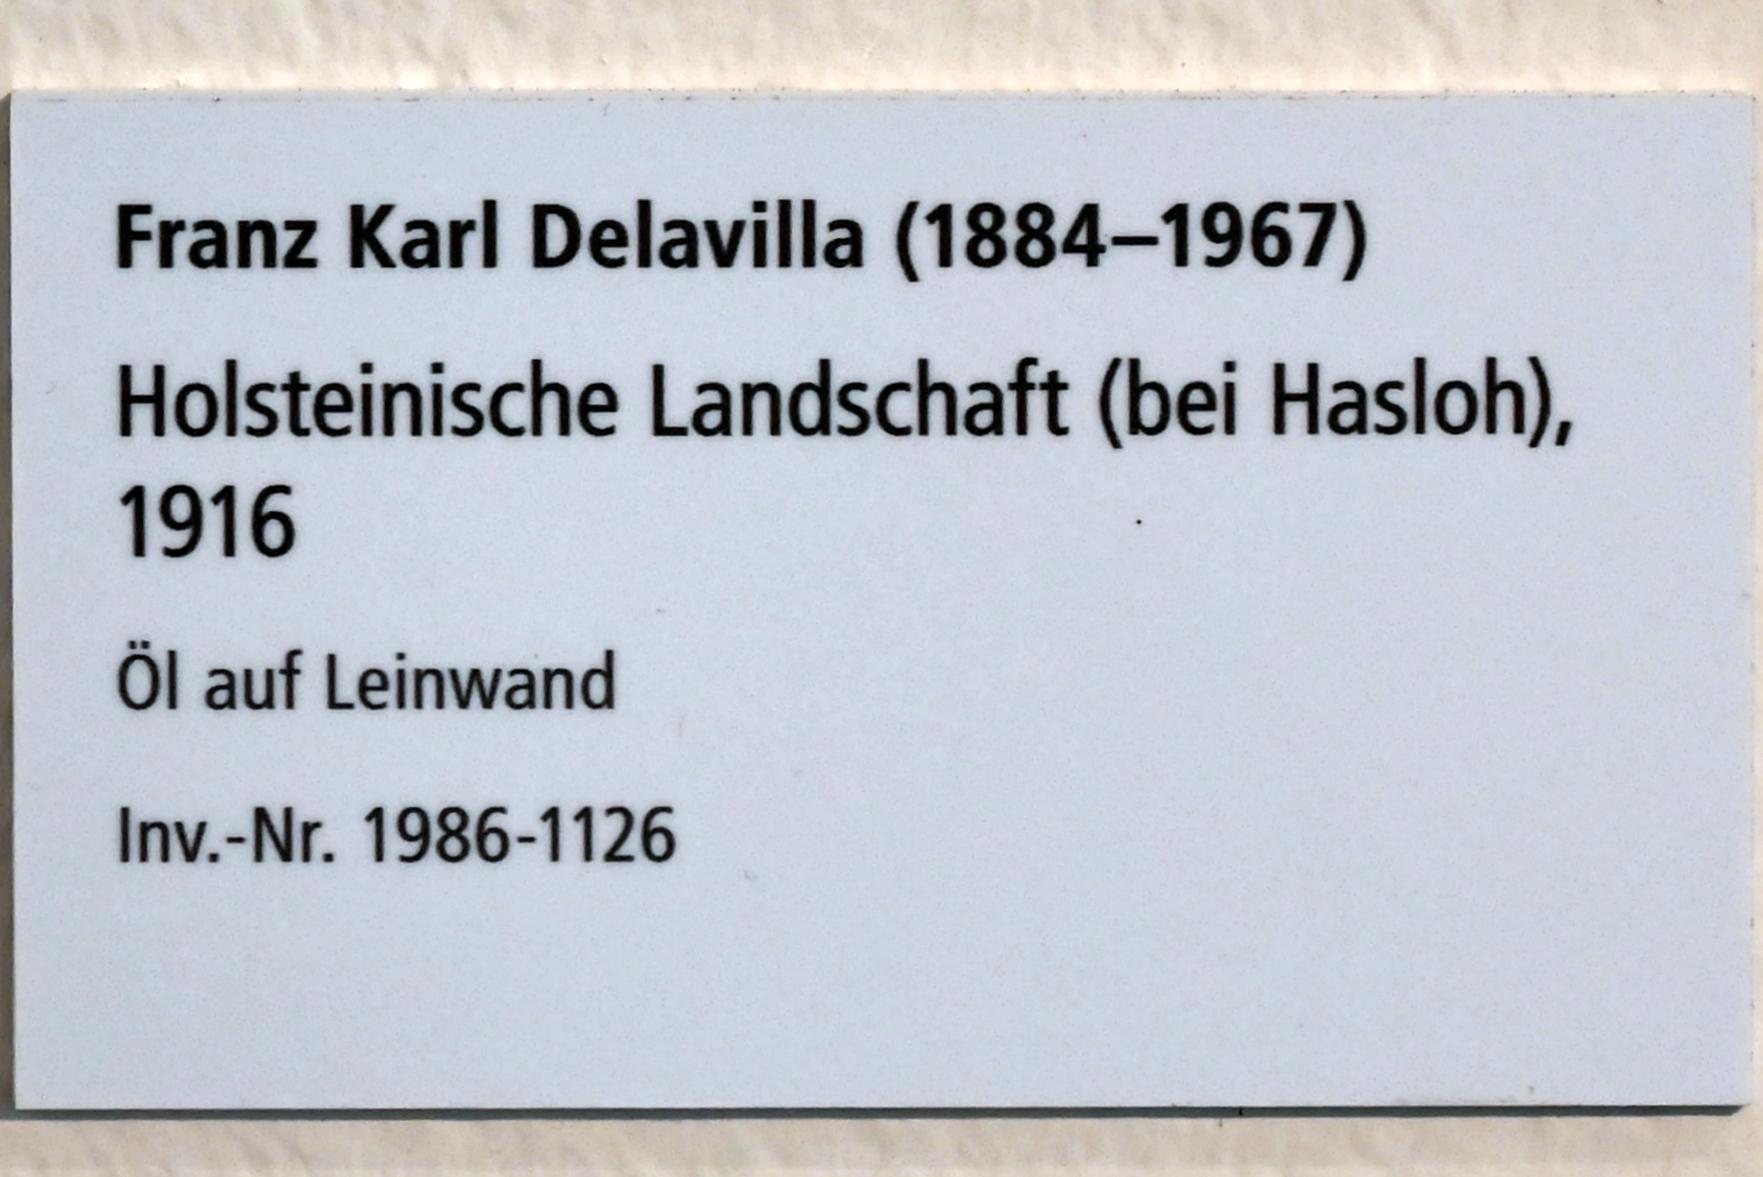 Franz Karl Delavilla (1884–1967)
Holsteinische Landschaft (bei Hasloh),
1916
Öl auf Leinwand
Inv.-Nr. 1986-1126